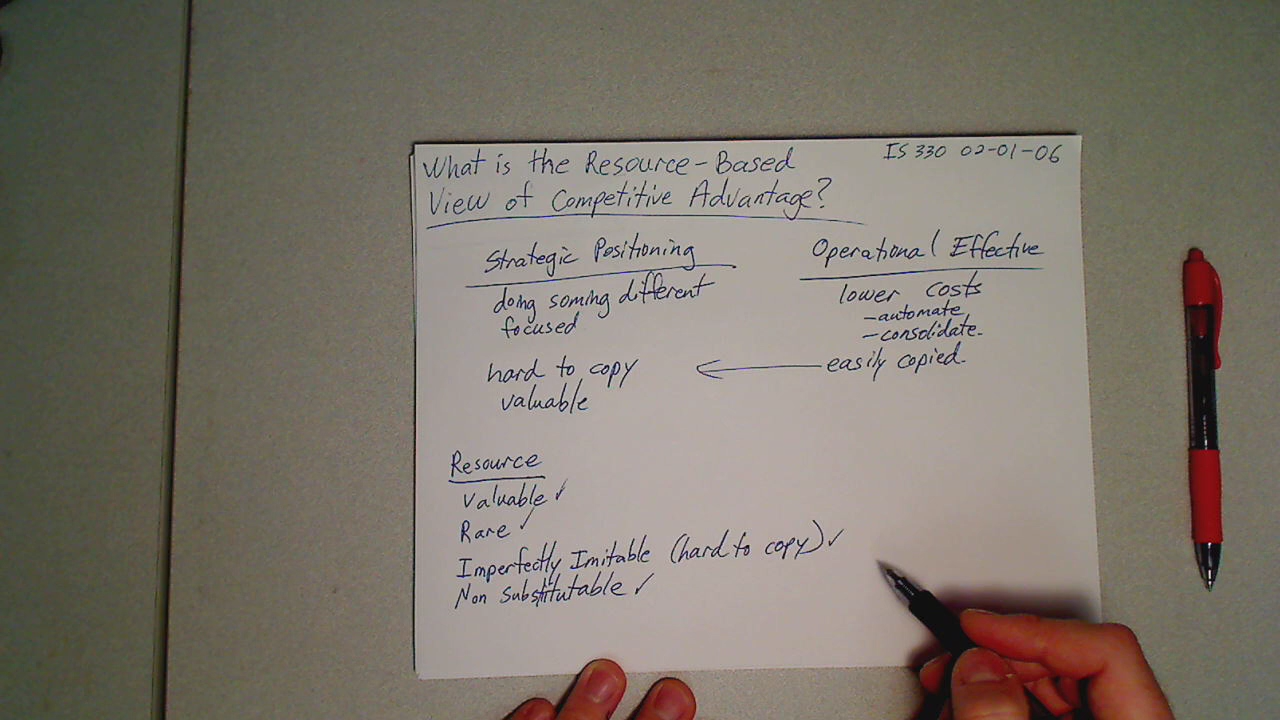 What is the Resource-Based
View of Competitive Advantage?
IS 330 02-01-06
Strategic Positioning
doing soming different
focused
hard to copy
valuable
Operational Effective
lower costs
-automate
-consolidate.
← easily copied.
Resource
Valuable ✓
Rare ✓
Imperfectly Imitable (hard to copy) ✓
Non Substitutable ✓